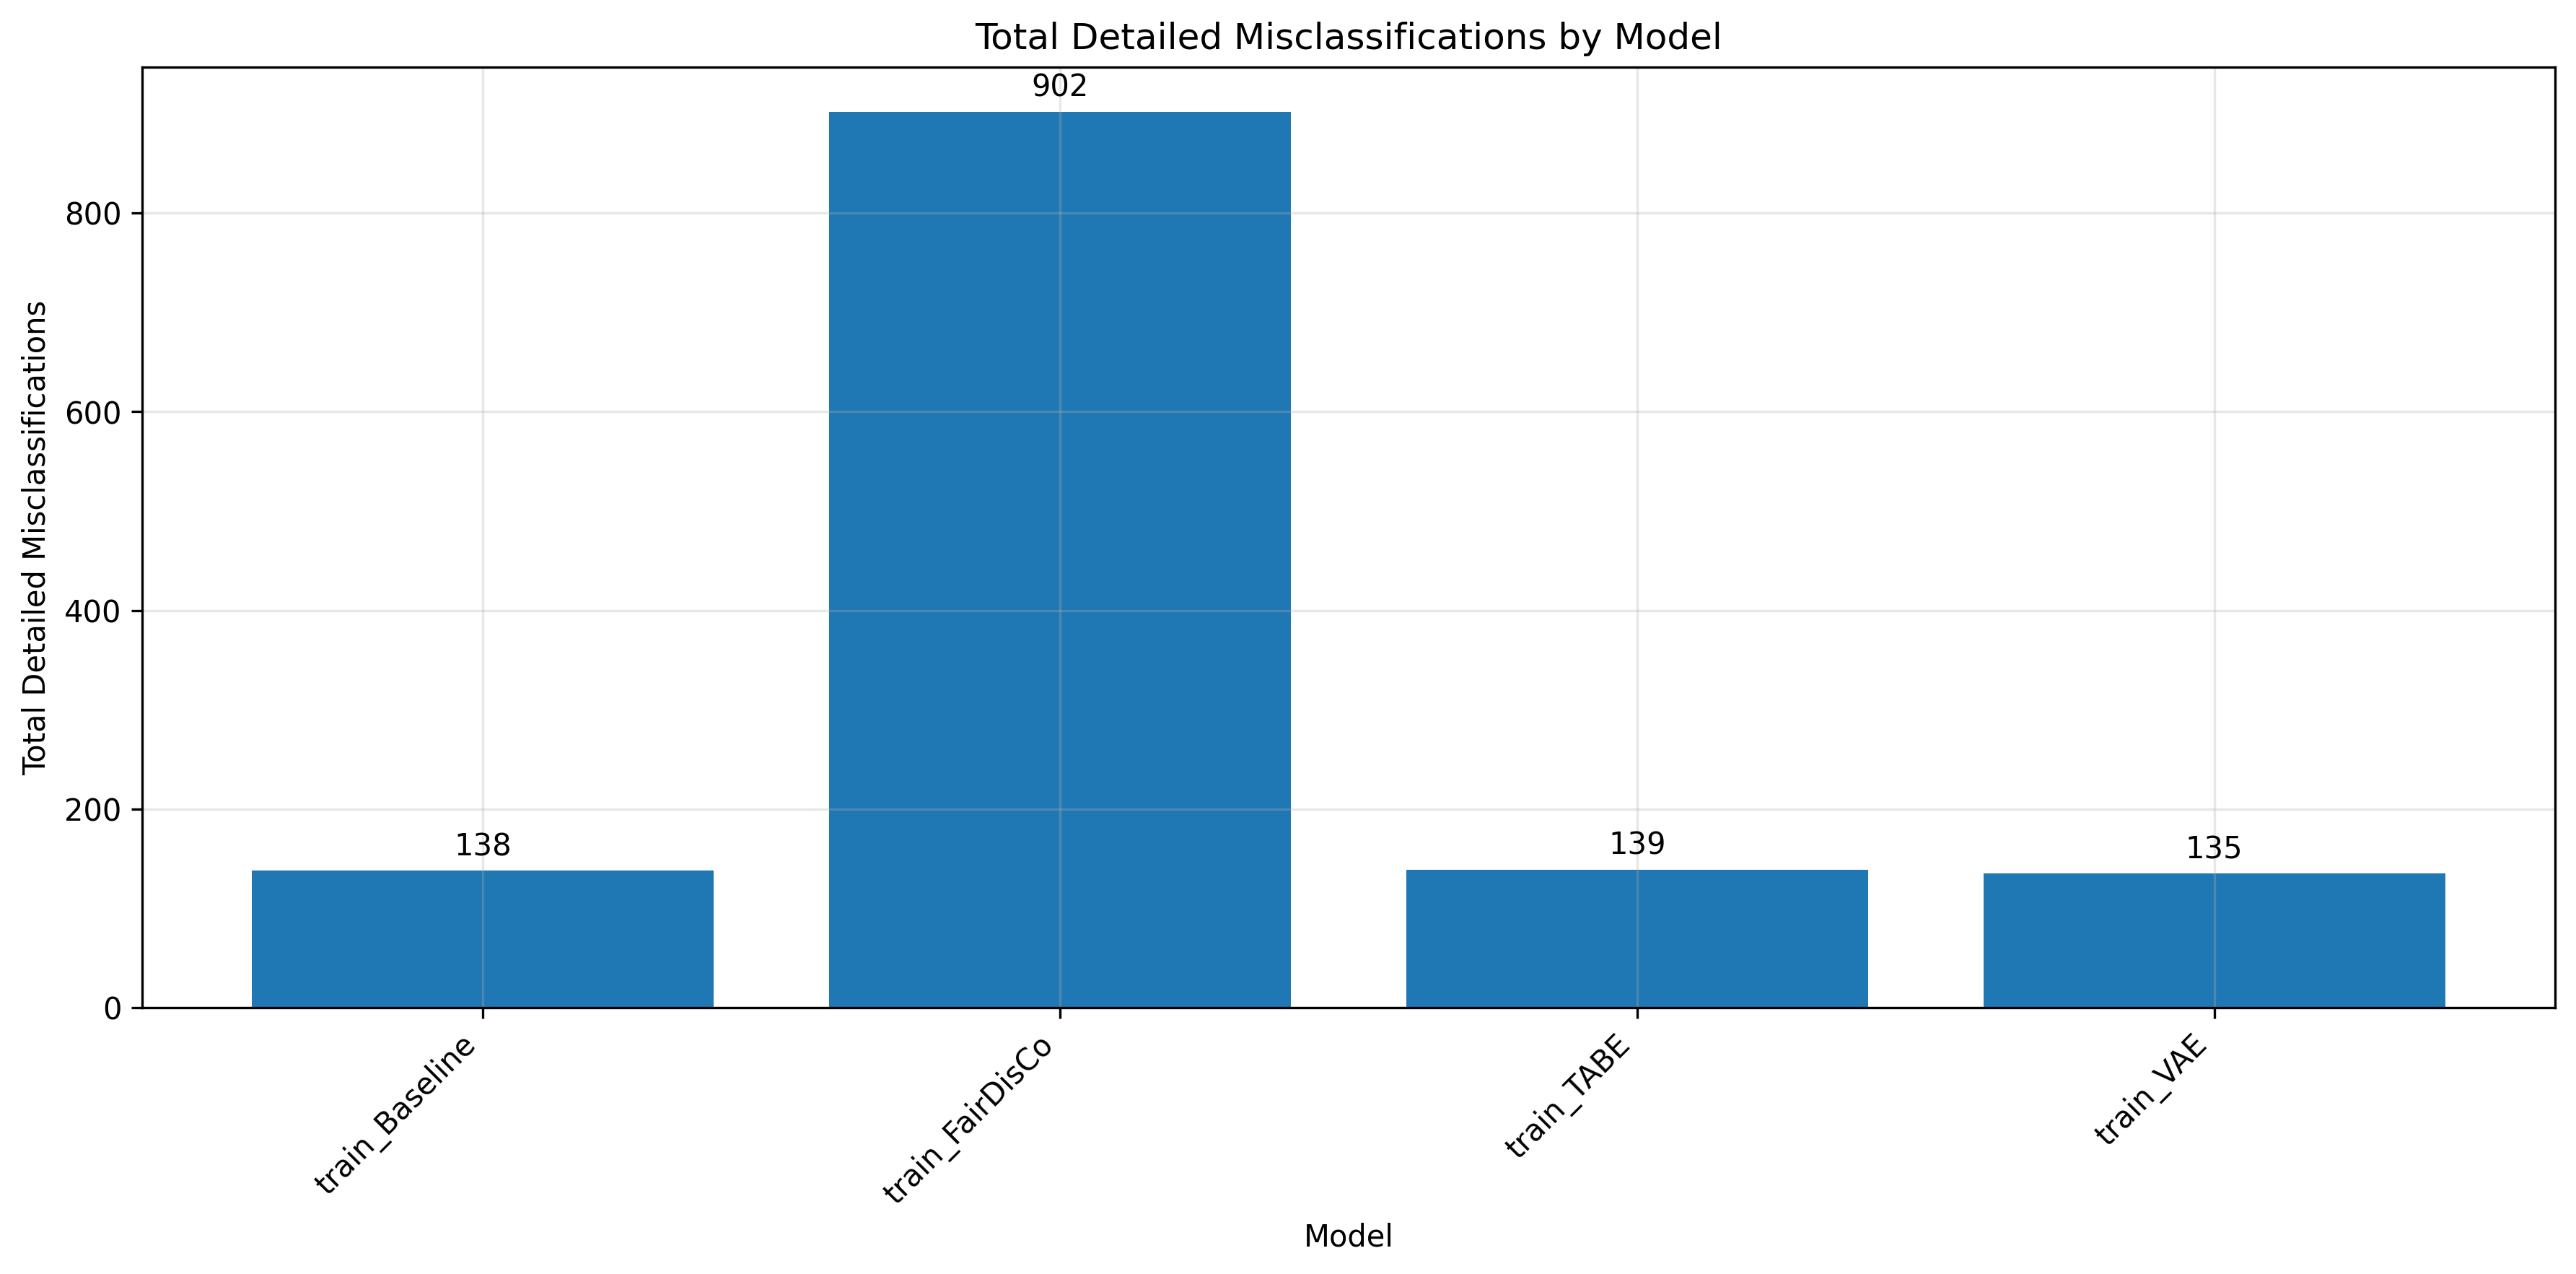 Total Detailed Misclassifications by Model
Total Detailed Misclassifications
800
600
400
200
0
902
138
139
135
train_Baseline
train_FairDisCo
train_TABE
train_VAE
Model